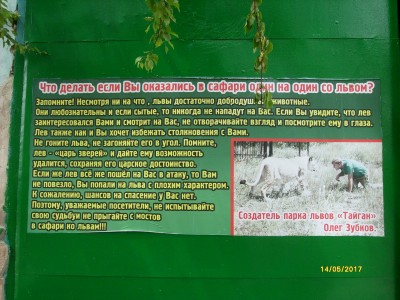 Что делать если Вы оказались в сафари один на один со львом?
Запомните! Несмотря ни на что , львы достаточно добродушные животные.
Они любознательны и если сытые, то никогда не нападут на Вас. Если Вы увидите, что лев
заинтересовался Вами и смотрит на Вас, не отворачивайте взгляд и посмотрите ему в глаза.
Лев также как и Вы хочет избежать столкновения с Вами.
Не гоните льва, не загоняйте его в угол. Помните,
лев - «царь зверей» и дайте ему возможность
удалится, сохраняя его царское достоинство.
Если же лев всё же пошёл на Вас в атаку, то Вам
не повезло, Вы попали на льва с плохим характером.
К сожалению, шансов на спасение у Вас нет.
Поэтому, уважаемые посетители, не испытывайте
свою судьбу и не прыгайте с мостов
в сафари ко львам!!!
Создатель парка львов «Тайган»
Олег Зубков.
14/05/2017